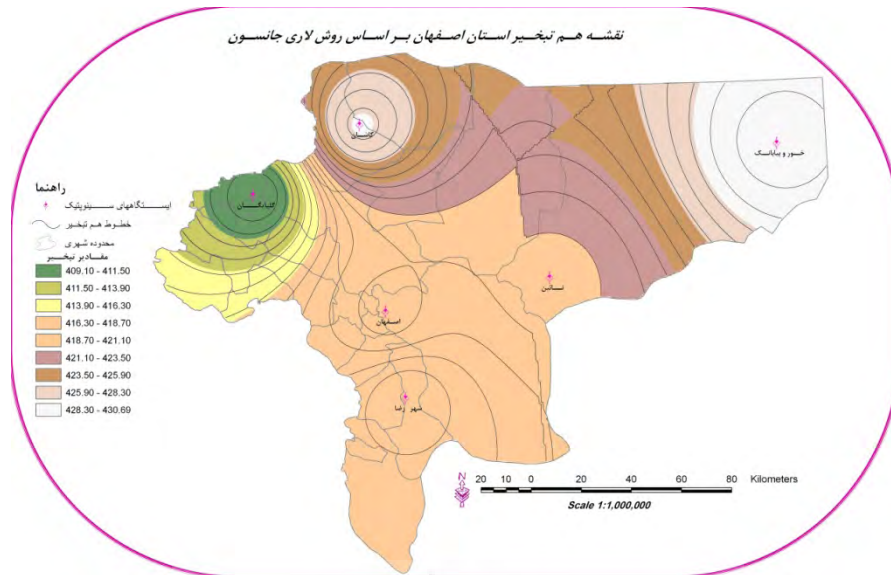 نقشه هم تبخیر استان اصفهان بر اساس روش لاری جانسون
کاشان
خور و بیابانک
گلپایگان
نائین
اصفهان
شهر رضا
راهنما
ایستگاههای سینوپتیک
خطوط هم تبخیر
محدوده شهری
مقادیر تبخیر
409.10 - 411.50
411.50 - 413.90
413.90 - 416.30
416.30 - 418.70
418.70 - 421.10
421.10 - 423.50
423.50 - 425.90
425.90 - 428.30
428.30 - 430.69
N
20 10 0 20 40 60 80 Kilometers
Scale 1:1,000,000